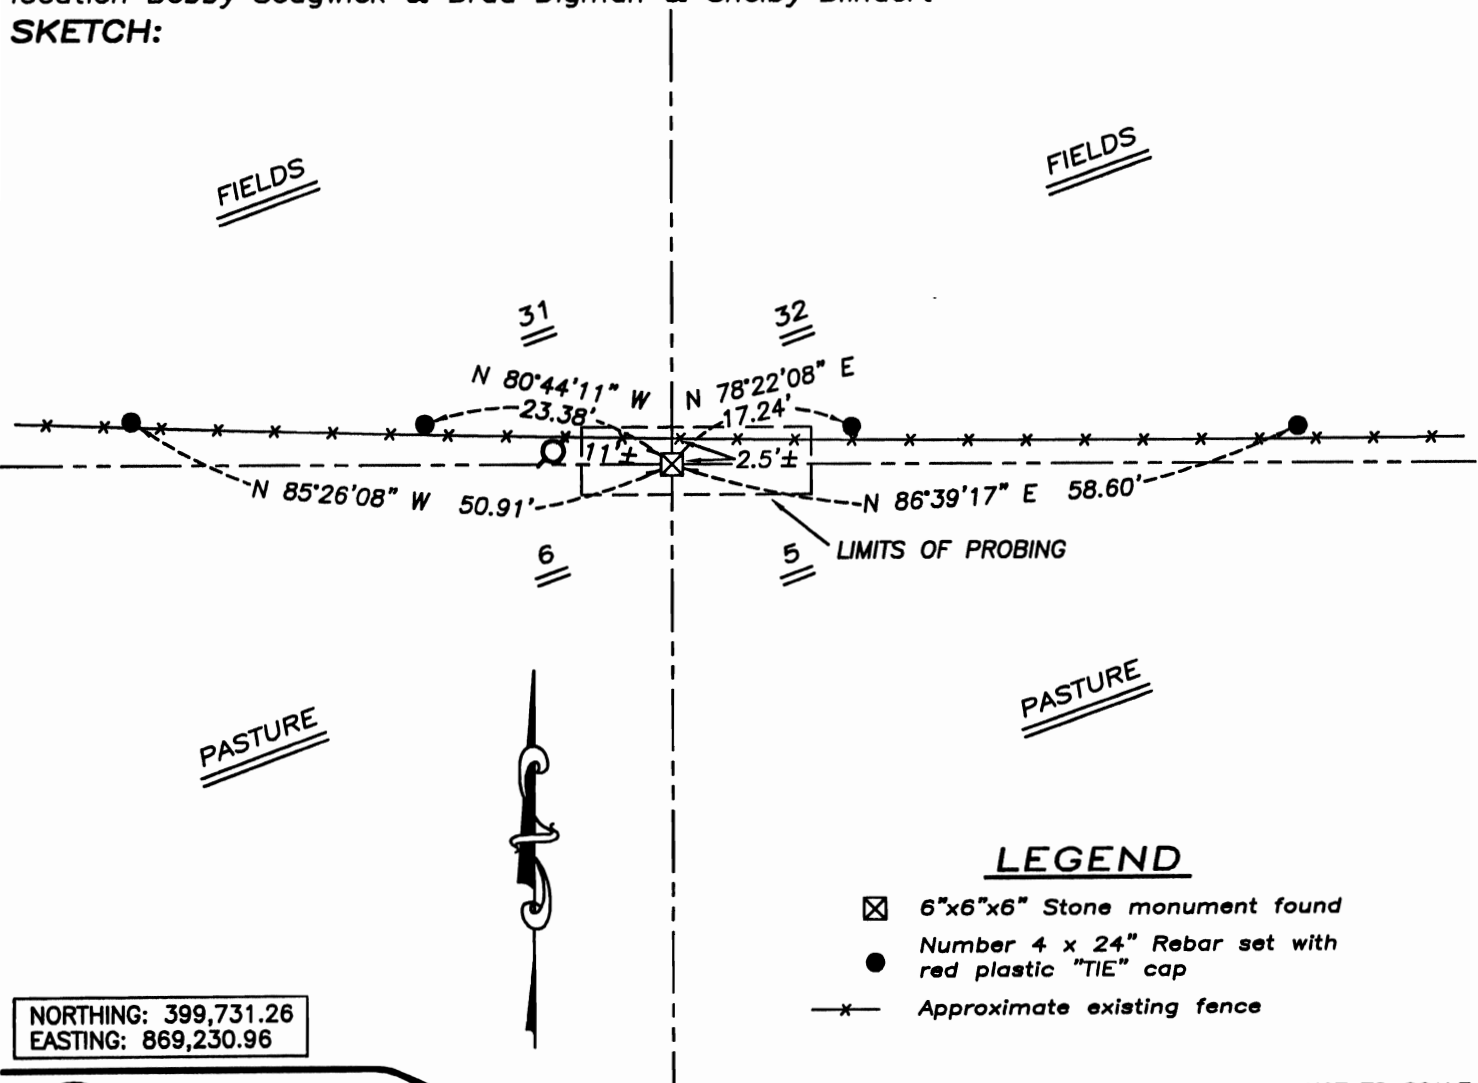 SKETCH:
FIELDS
FIELDS
31
32
N 80°44'11" W
N 78°22'08" E
23.38'
17.24'
11'±
2.5'±
N 85°26'08" W 50.91'
N 86°39'17" E 58.60'
LIMITS OF PROBING
6
5
PASTURE
PASTURE
LEGEND
6"x6"x6" Stone monument found
Number 4 x 24" Rebar set with
red plastic "TIE" cap
Approximate existing fence
NORTHING: 399,731.26
EASTING: 869,230.96